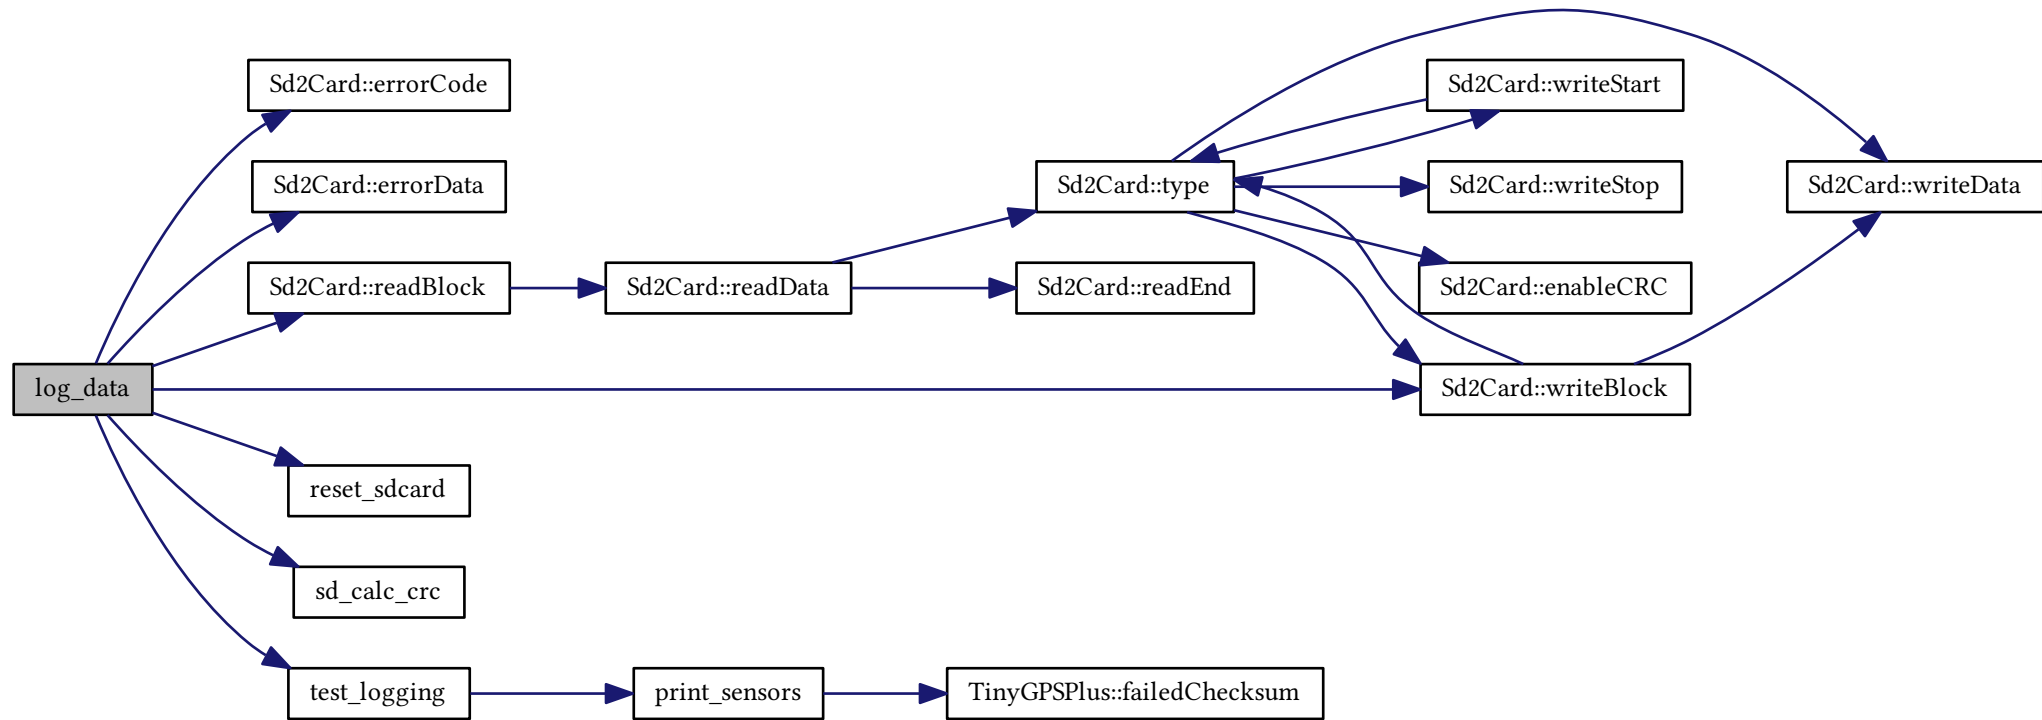 Sd2Card::errorCode
Sd2Card::writeStart
Sd2Card::errorData
Sd2Card::type
Sd2Card::writeStop
Sd2Card::writeData
Sd2Card::readBlock
Sd2Card::readData
Sd2Card::readEnd
Sd2Card::enableCRC
log_data
Sd2Card::writeBlock
reset_sdcard
sd_calc_crc
test_logging
print_sensors
TinyGPSPlus::failedChecksum